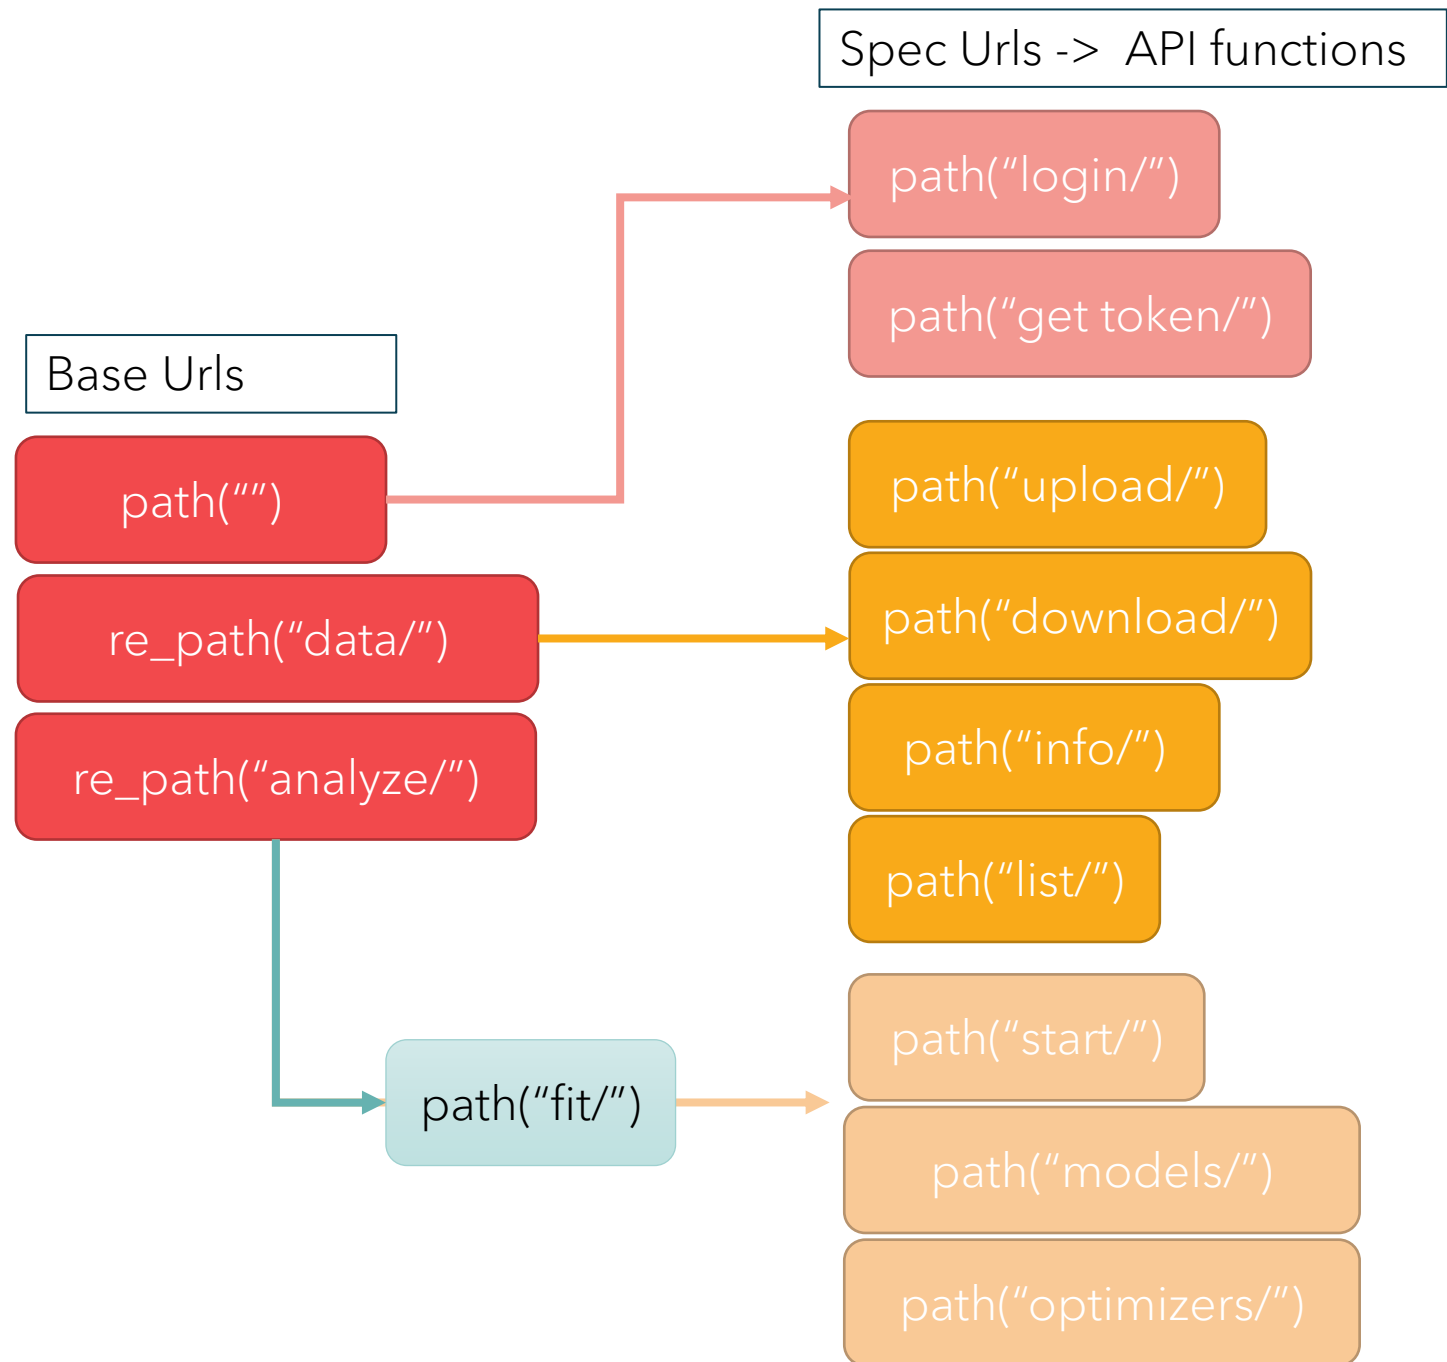 Spec Urls -> API functions
path(“login/”)
path(“get token/”)
Base Urls
path(“”)
re_path(“data/”)
re_path(“analyze/”)
path(“upload/”)
path(“download/”)
path(“info/”)
path(“list/”)
path(“fit/”)
path(“start/”)
path(“models/”)
path(“optimizers/”)